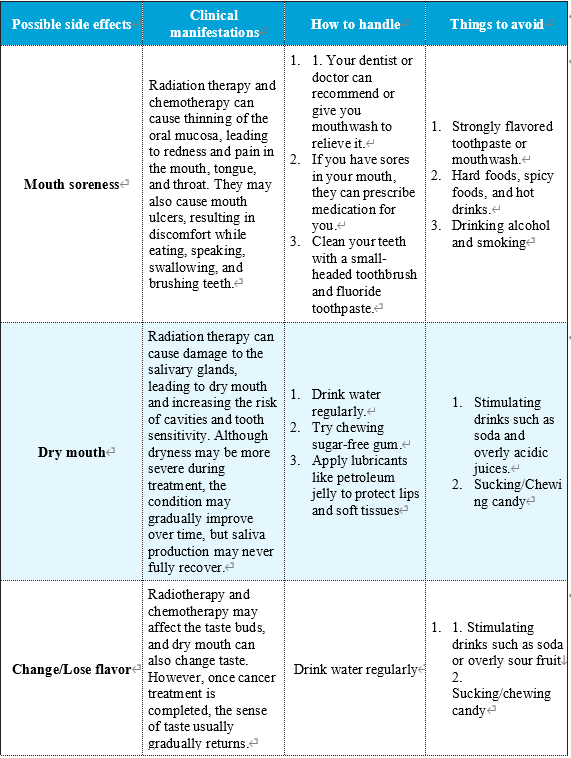 Possible side effects
Clinical
manifestations
How to handle
Things to avoid
Mouth soreness
Radiation therapy and
chemotherapy can
cause thinning of the
oral mucosa, leading
to redness and pain in
the mouth, tongue,
and throat. They may
also cause mouth
ulcers, resulting in
discomfort while
eating, speaking,
swallowing, and
brushing teeth.
1. 1. Your dentist or
doctor can
recommend or
give you
mouthwash to
relieve it.
2. If you have sores
in your mouth,
they can prescribe
medication for
you.
3. Clean your teeth
with a small-
headed toothbrush
and fluoride
toothpaste.
1. Strongly flavored
toothpaste or
mouthwash.
2. Hard foods, spicy
foods, and hot
drinks.
3. Drinking alcohol
and smoking
Dry mouth
Radiation therapy can
cause damage to the
salivary glands,
leading to dry mouth
and increasing the risk
of cavities and tooth
sensitivity. Although
dryness may be more
severe during
treatment, the
condition may
gradually improve
over time, but saliva
production may never
fully recover.
1. Drink water
regularly.
2. Try chewing
sugar-free gum.
3. Apply lubricants
like petroleum
jelly to protect lips
and soft tissues
1. Stimulating
drinks such as
soda and
overly acidic
juices.
2. Sucking/Chewi
ng candy
Change/Lose flavor
Radiotherapy and
chemotherapy may
affect the taste buds,
and dry mouth can
also change taste.
However, once cancer
treatment is
completed, the sense
of taste usually
gradually returns.
Drink water regularly
1. 1. Stimulating
drinks such as soda
or overly sour fruit
2.
Sucking/chewing
candy